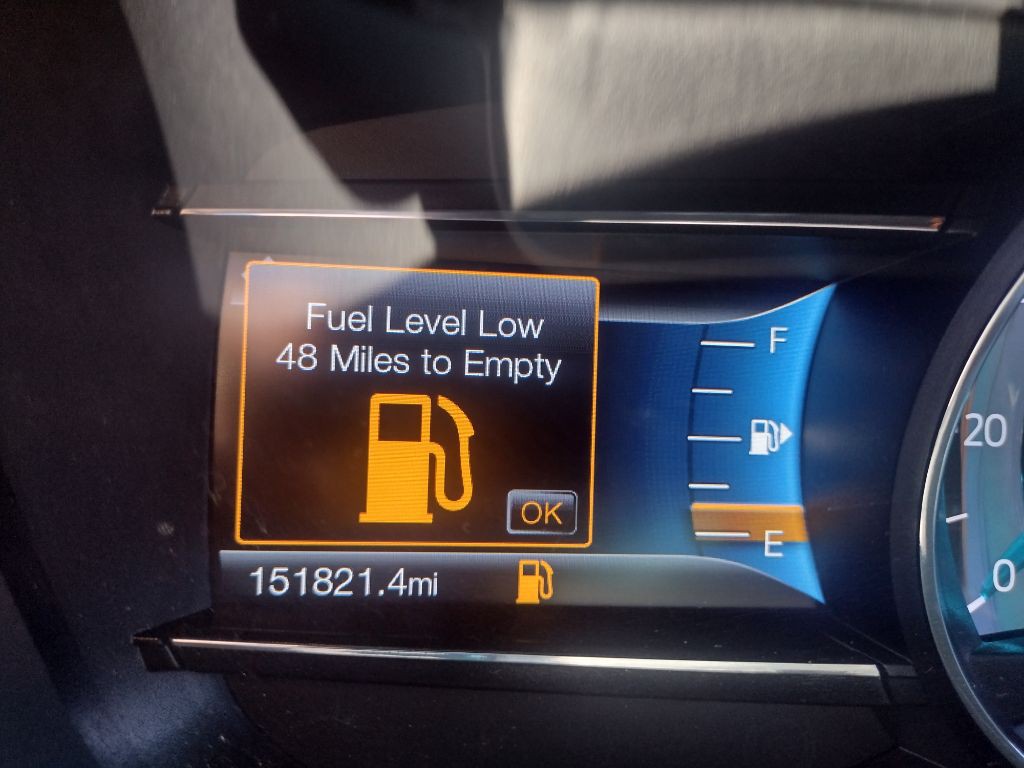 Fuel Level Low
48 Miles to Empty
OK
151821.4mi
F
E
20
0